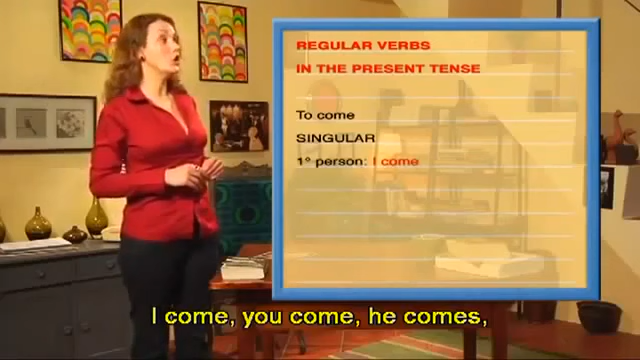 REGULAR VERBS
IN THE PRESENT TENSE
To come
SINGULAR
1° person: I come
I come, you come, he comes,